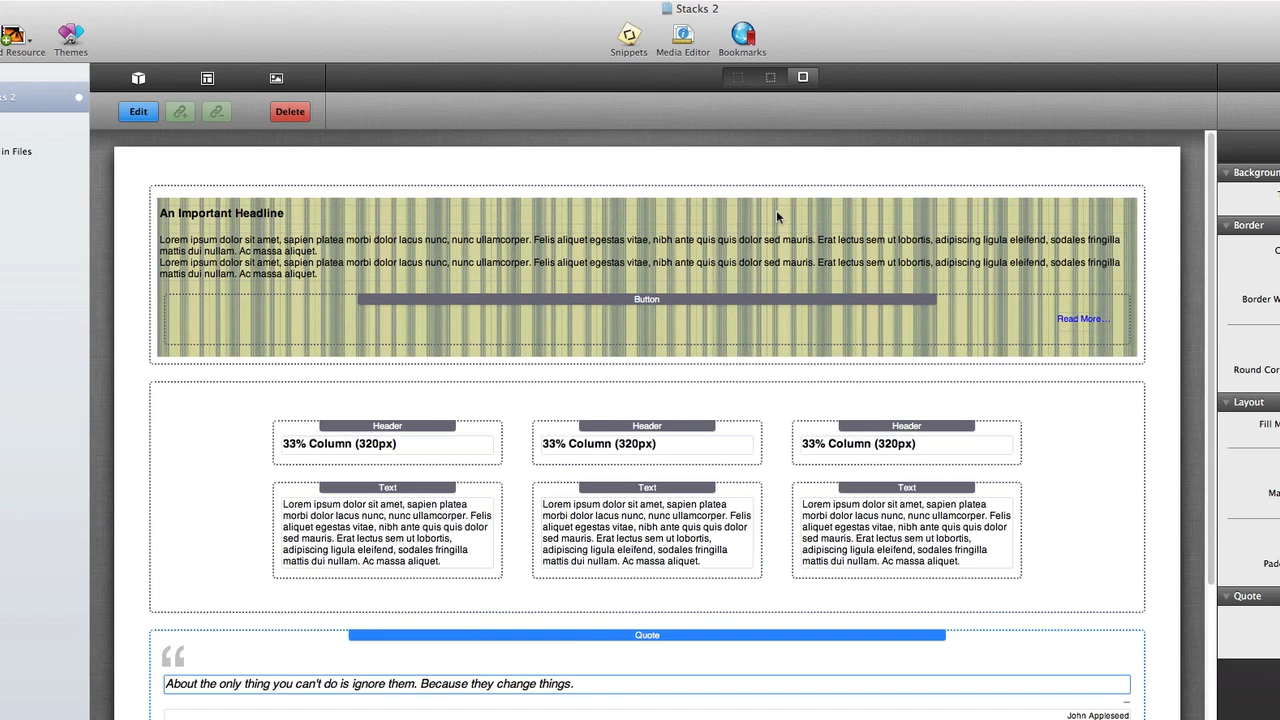 Stacks 2
d Resource
Themes
Snippets
Media Editor
Bookmarks
ks 2
Edit
Delete
in Files
An Important Headline
Lorem ipsum dolor sit amet, sapien platea morbi dolor lacus nunc, nunc ullamcorper. Felis aliquet egestas vitae, nibh ante quis quis dolor sed mauris. Erat lectus sem ut lobortis, adipiscing ligula eleifend, sodales fringilla
mattis dui nullam. Ac massa aliquet.
Lorem ipsum dolor sit amet, sapien platea morbi dolor lacus nunc, nunc ullamcorper. Felis aliquet egestas vitae, nibh ante quis quis dolor sed mauris. Erat lectus sem ut lobortis, adipiscing ligula eleifend, sodales fringilla
mattis dui nullam. Ac massa aliquet.
Button
Read More...
Header
33% Column (320px)
Header
33% Column (320px)
Header
33% Column (320px)
Text
Lorem ipsum dolor sit amet, sapien platea
morbi dolor lacus nunc, nunc ullamcorper. Felis
aliquet egestas vitae, nibh ante quis quis dolor
sed mauris. Erat lectus sem ut lobortis,
adipiscing ligula eleifend, sodales fringilla
mattis dui nullam. Ac massa aliquet.
Text
Lorem ipsum dolor sit amet, sapien platea
morbi dolor lacus nunc, nunc ullamcorper. Felis
aliquet egestas vitae, nibh ante quis quis dolor
sed mauris. Erat lectus sem ut lobortis,
adipiscing ligula eleifend, sodales fringilla
mattis dui nullam. Ac massa aliquet.
Text
Lorem ipsum dolor sit amet, sapien platea
morbi dolor lacus nunc, nunc ullamcorper. Felis
aliquet egestas vitae, nibh ante quis quis dolor
sed mauris. Erat lectus sem ut lobortis,
adipiscing ligula eleifend, sodales fringilla
mattis dui nullam. Ac massa aliquet.
Quote
“
About the only thing you can't do is ignore them. Because they change things.
—
John Appleseed
Backgroun
Border
C
Border W
Round Cor
Layout
Fill M
Ma
Padd
Quote